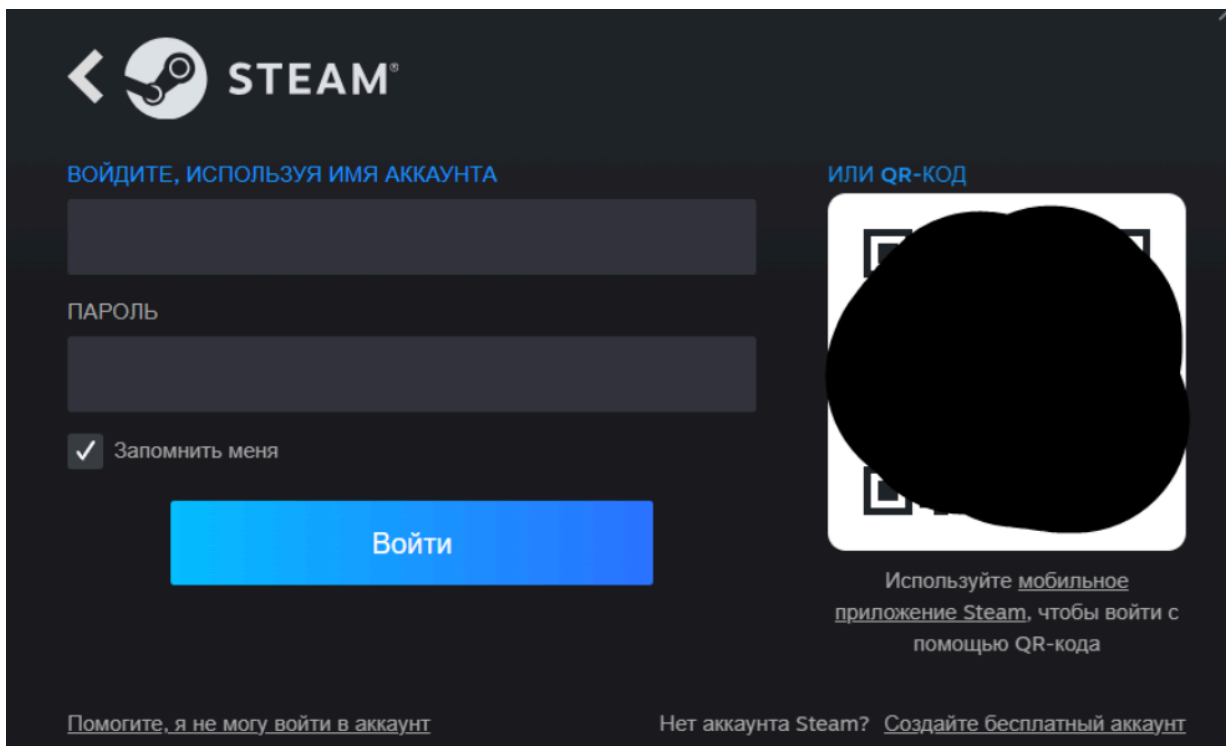 STEAM®
ВОЙДИТЕ, ИСПОЛЬЗУЯ ИМЯ АККАУНТА
ПАРОЛЬ
Запомнить меня
Войти
ИЛИ QR-КОД
Используйте мобильное
приложение Steam, чтобы войти с
помощью QR-кода
Помогите, я не могу войти в аккаунт
Нет аккаунта Steam? Создайте бесплатный аккаунт